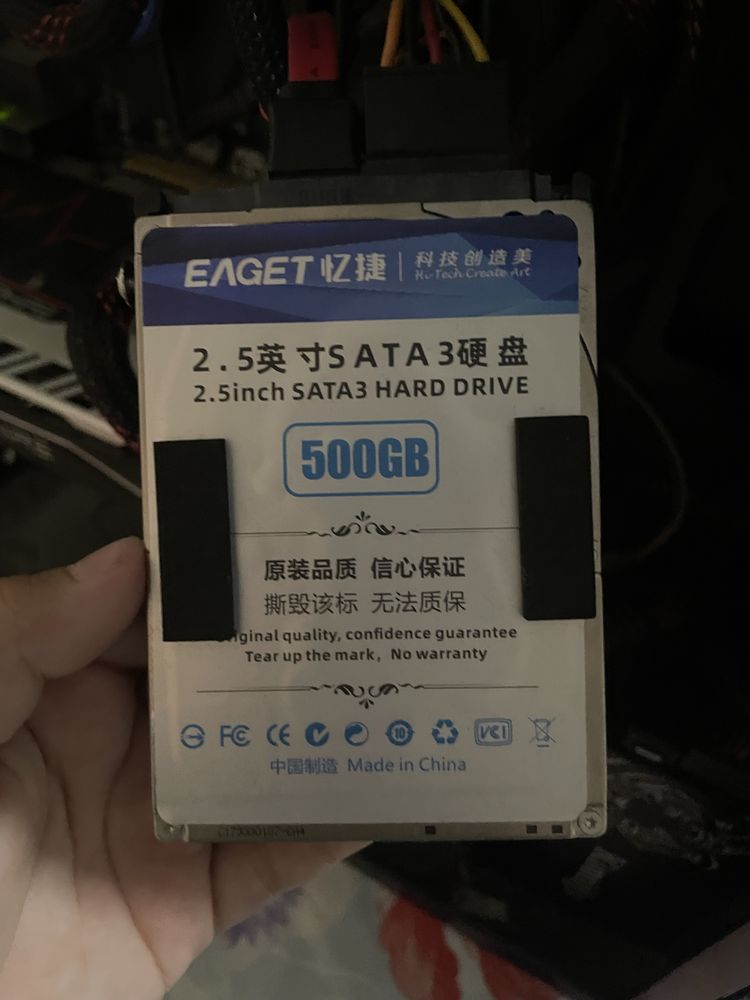 EAGET 忆捷 科技创造美
Hi-Tech Create Art
2.5英寸SATA3硬盘
2.5inch SATA3 HARD DRIVE
500GB
原装品质 信心保证
撕毁该标 无法质保
iginal quality, confidence guarantee
Tear up the mark, No warranty
FC CE 10 VCI
中国制造 Made in China